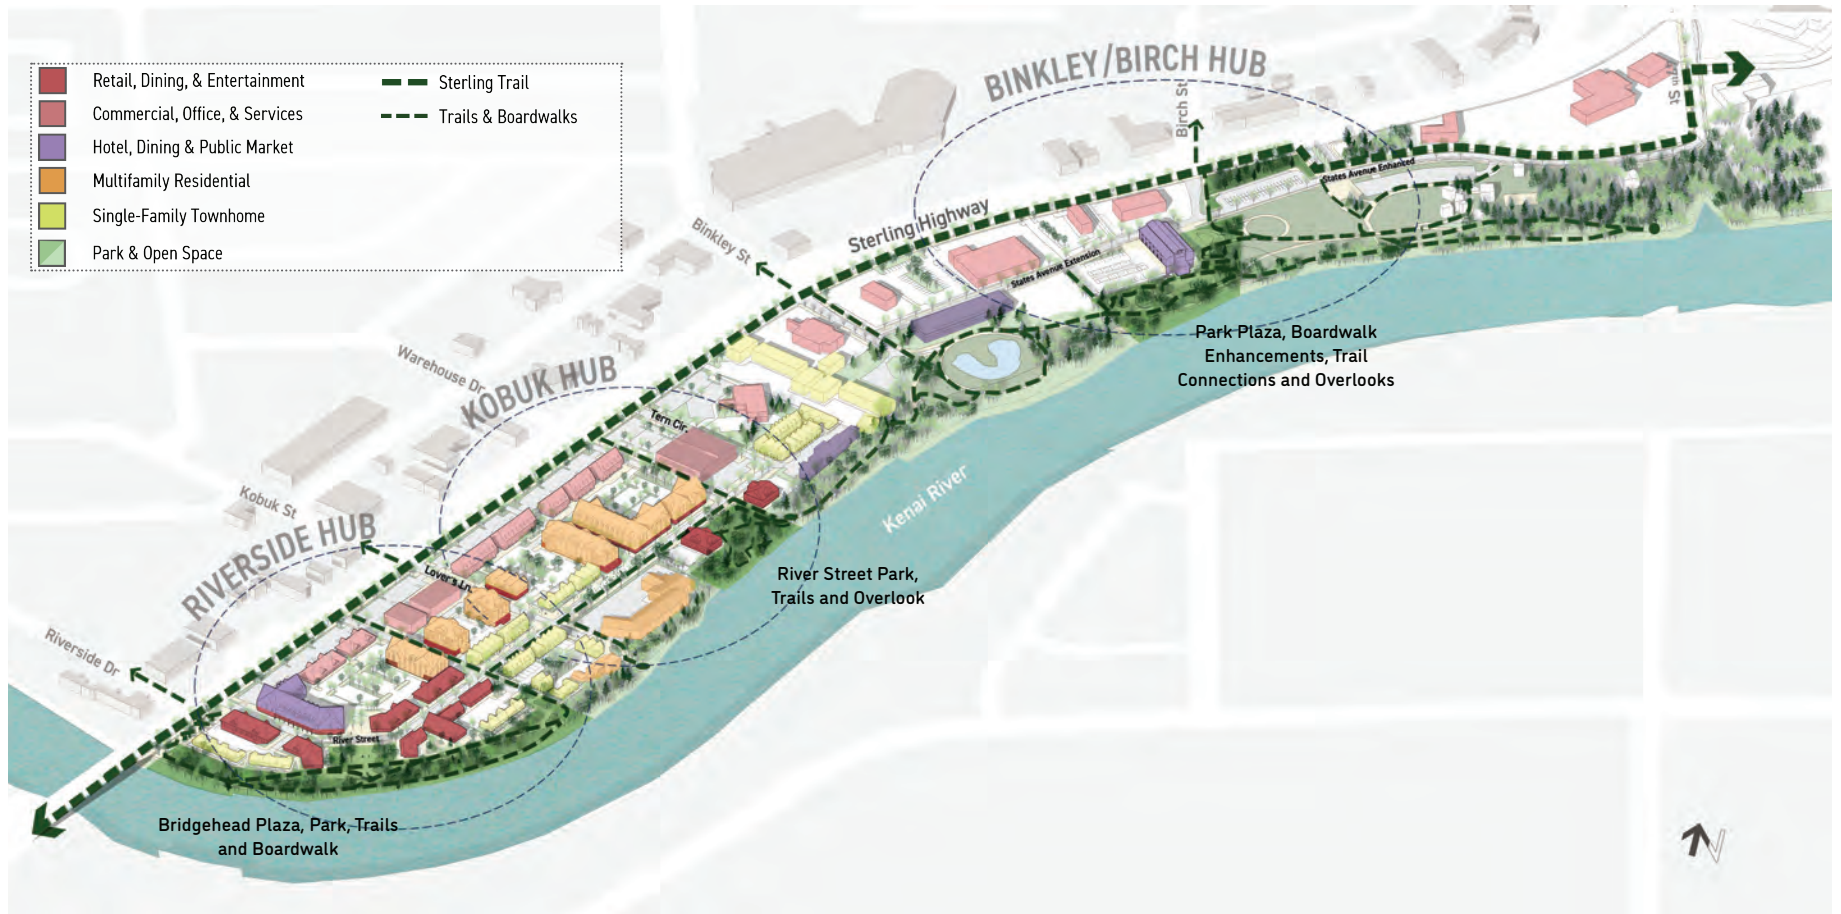 Retail, Dining, & Entertainment
Commercial, Office, & Services
Hotel, Dining & Public Market
Multifamily Residential
Single-Family Townhome
Park & Open Space
Sterling Trail
Trails & Boardwalks
BINKLEY/BIRCH HUB
Birch St
St
States Avenue Enhanced
Sterling Highway
Binkley St
States Avenue Extension
Park Plaza, Boardwalk
Enhancements, Trail
Connections and Overlooks
Warehouse Dr
KOBUK HUB
Tern Cir.
Kenai River
Kobuk St
RIVERSIDE HUB
Lover's Ln.
River Street Park,
Trails and Overlook
Riverside Dr
River Street
Bridgehead Plaza, Park, Trails
and Boardwalk
N